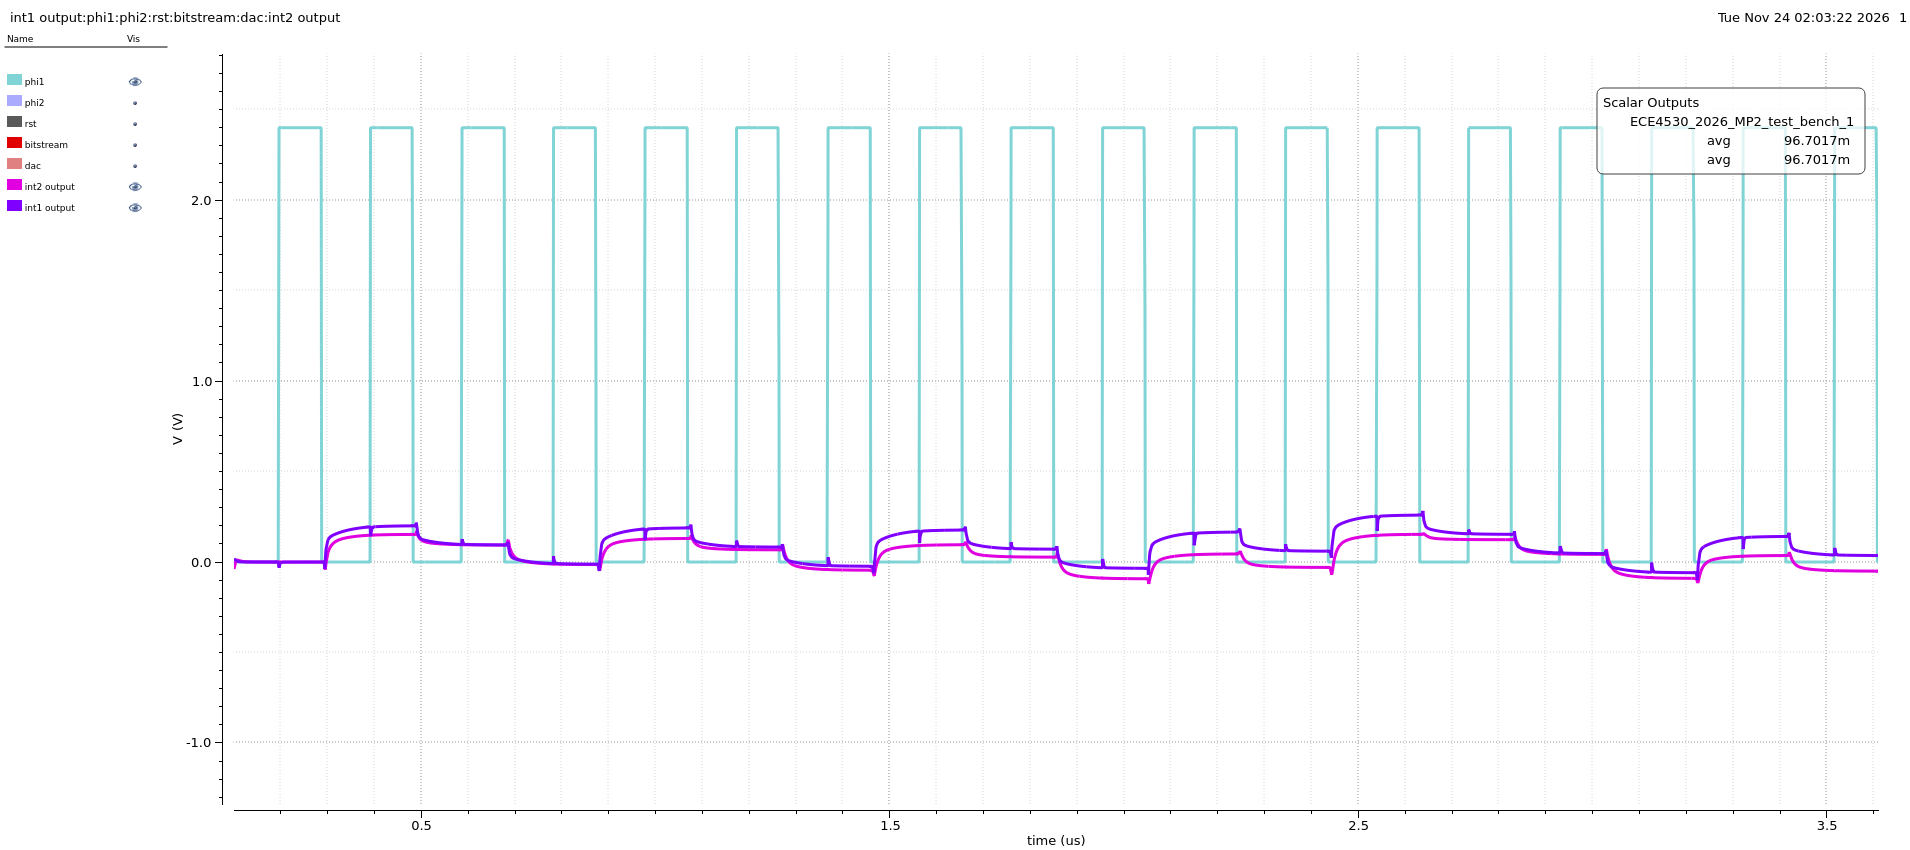 int1 output:phi1:phi2:rst:bitstream:dac:int2 output
Tue Nov 24 02:03:22 2026 1
Name Vis
phi1
phi2
rst
bitstream
dac
int2 output
int1 output
Scalar Outputs
ECE4530_2026_MP2_test_bench_1
avg 96.7017m
avg 96.7017m
2.0
1.0
0.0
-1.0
V (V)
0.5 1.5 2.5 3.5
time (us)